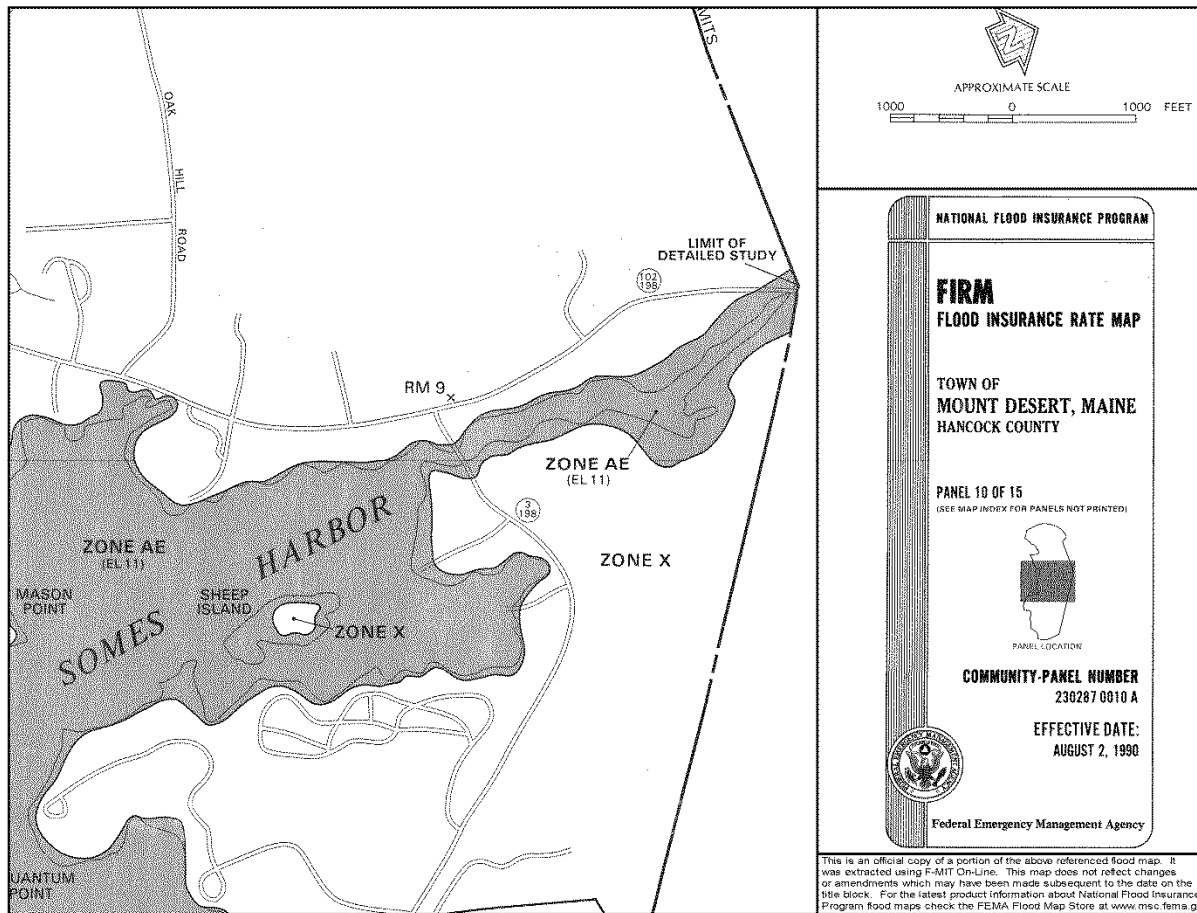 MITS
OAK
HILL
ROAD
LIMIT OF
DETAILED STUDY
102
198
RM 9
ZONE AE
(EL 11)
3
198
ZONE X
HARBOR
ZONE AE
(EL 11)
MASON
POINT
SHEEP
ISLAND
ZONE X
SOMES
UANTUM
POINT
APPROXIMATE SCALE
1000 0 1000 FEET
NATIONAL FLOOD INSURANCE PROGRAM
FIRM
FLOOD INSURANCE RATE MAP
TOWN OF
MOUNT DESERT, MAINE
HANCOCK COUNTY
PANEL 10 OF 15
(SEE MAP INDEX FOR PANELS NOT PRINTED)
PANEL LOCATION
COMMUNITY-PANEL NUMBER
230287 0010 A
EFFECTIVE DATE:
AUGUST 2, 1990
FEDERAL EMERGENCY MANAGEMENT AGENCY
Federal Emergency Management Agency
This is an official copy of a portion of the above referenced flood map. It
was extracted using F-MIT On-Line. This map does not reflect changes
or amendments which may have been made subsequent to the date on the
title block. For the latest product information about National Flood Insurance
Program flood maps check the FEMA Flood Map Store at www.msc.fema.g